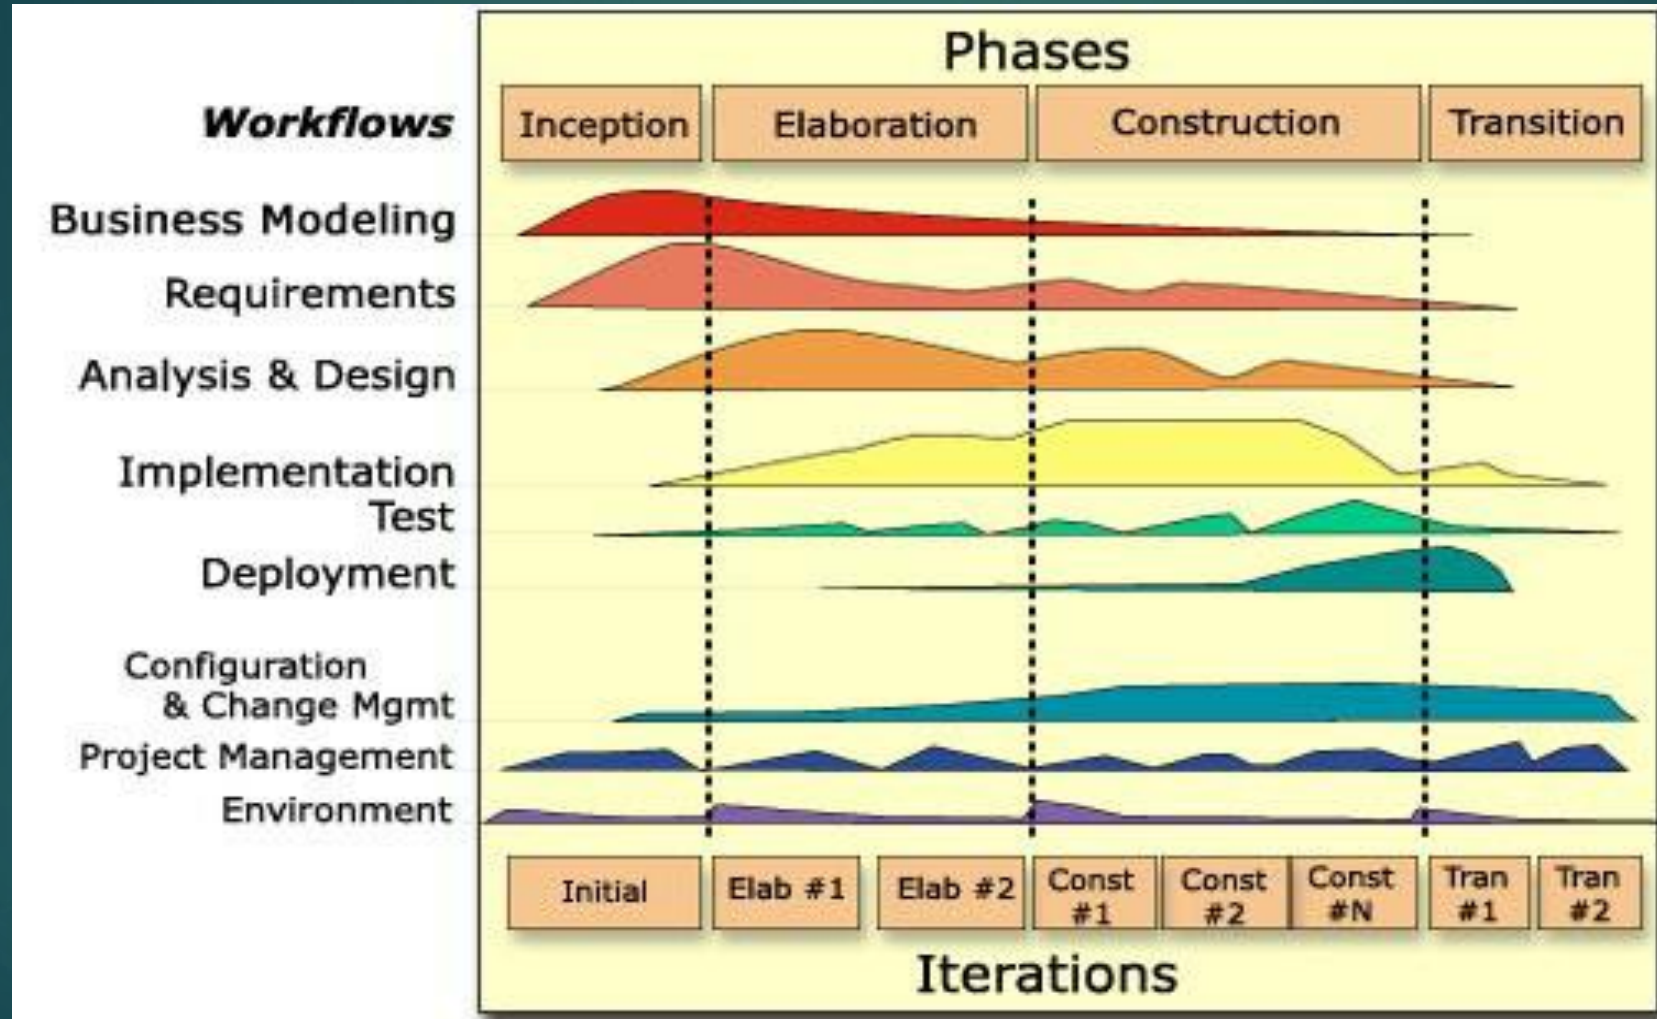 Phases
Workflows
Inception
Elaboration
Construction
Transition
Business Modeling
Requirements
Analysis & Design
Implementation
Test
Deployment
Configuration
& Change Mgmt
Project Management
Environment
Initial
Elab #1
Elab #2
Const
#1
Const
#2
Const
#N
Tran
#1
Tran
#2
Iterations